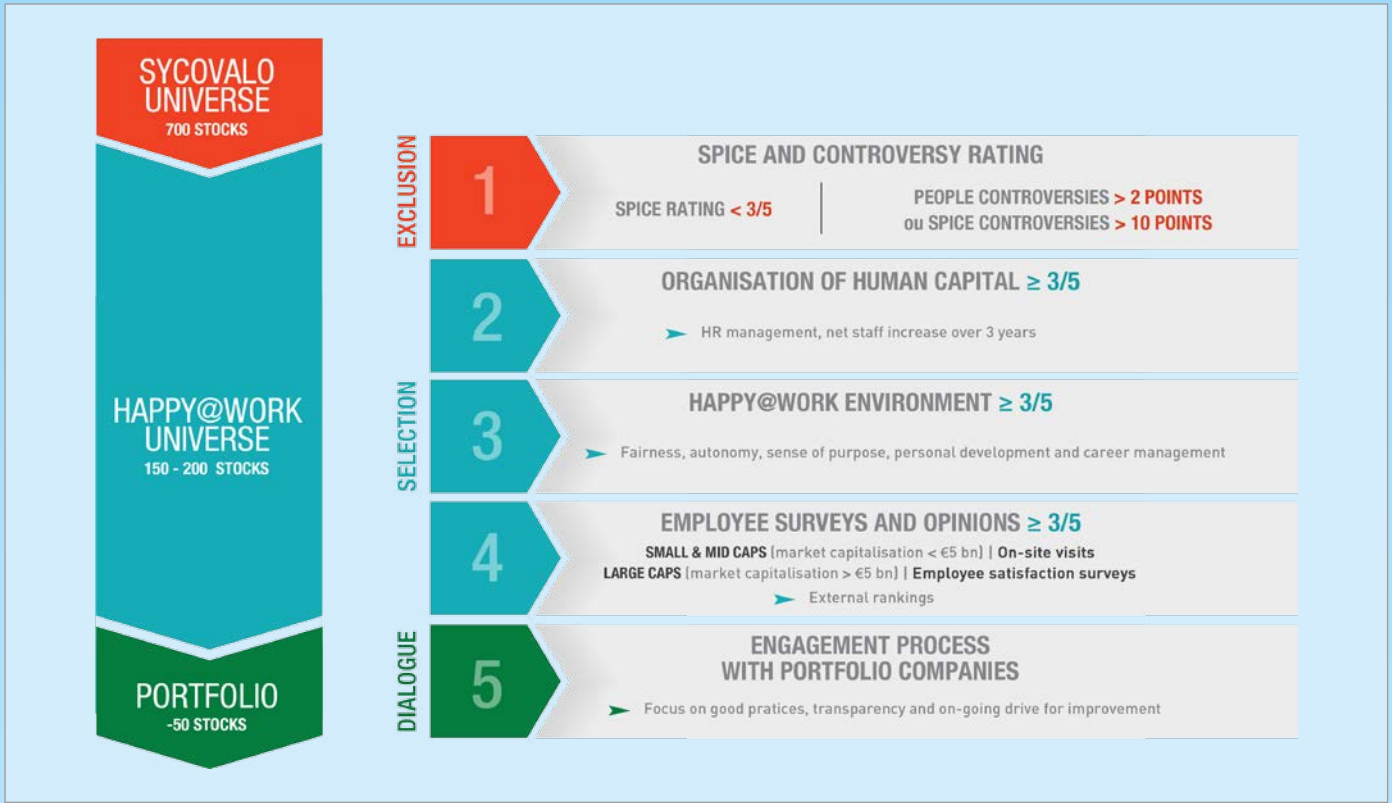 SYCOVALO
UNIVERSE
700 STOCKS
HAPPY@WORK
UNIVERSE
150 - 200 STOCKS
PORTFOLIO
-50 STOCKS
EXCLUSION
1
SPICE AND CONTROVERSY RATING
SPICE RATING < 3/5
PEOPLE CONTROVERSIES > 2 POINTS
ou SPICE CONTROVERSIES > 10 POINTS
SELECTION
2
ORGANISATION OF HUMAN CAPITAL ≥ 3/5
HR management, net staff increase over 3 years
3
HAPPY@WORK ENVIRONMENT ≥ 3/5
Fairness, autonomy, sense of purpose, personal development and career management
4
EMPLOYEE SURVEYS AND OPINIONS ≥ 3/5
SMALL & MID CAPS (market capitalisation < €5 bn) | On-site visits
LARGE CAPS (market capitalisation > €5 bn) | Employee satisfaction surveys
External rankings
DIALOGUE
5
ENGAGEMENT PROCESS
WITH PORTFOLIO COMPANIES
Focus on good pratices, transparency and on-going drive for improvement